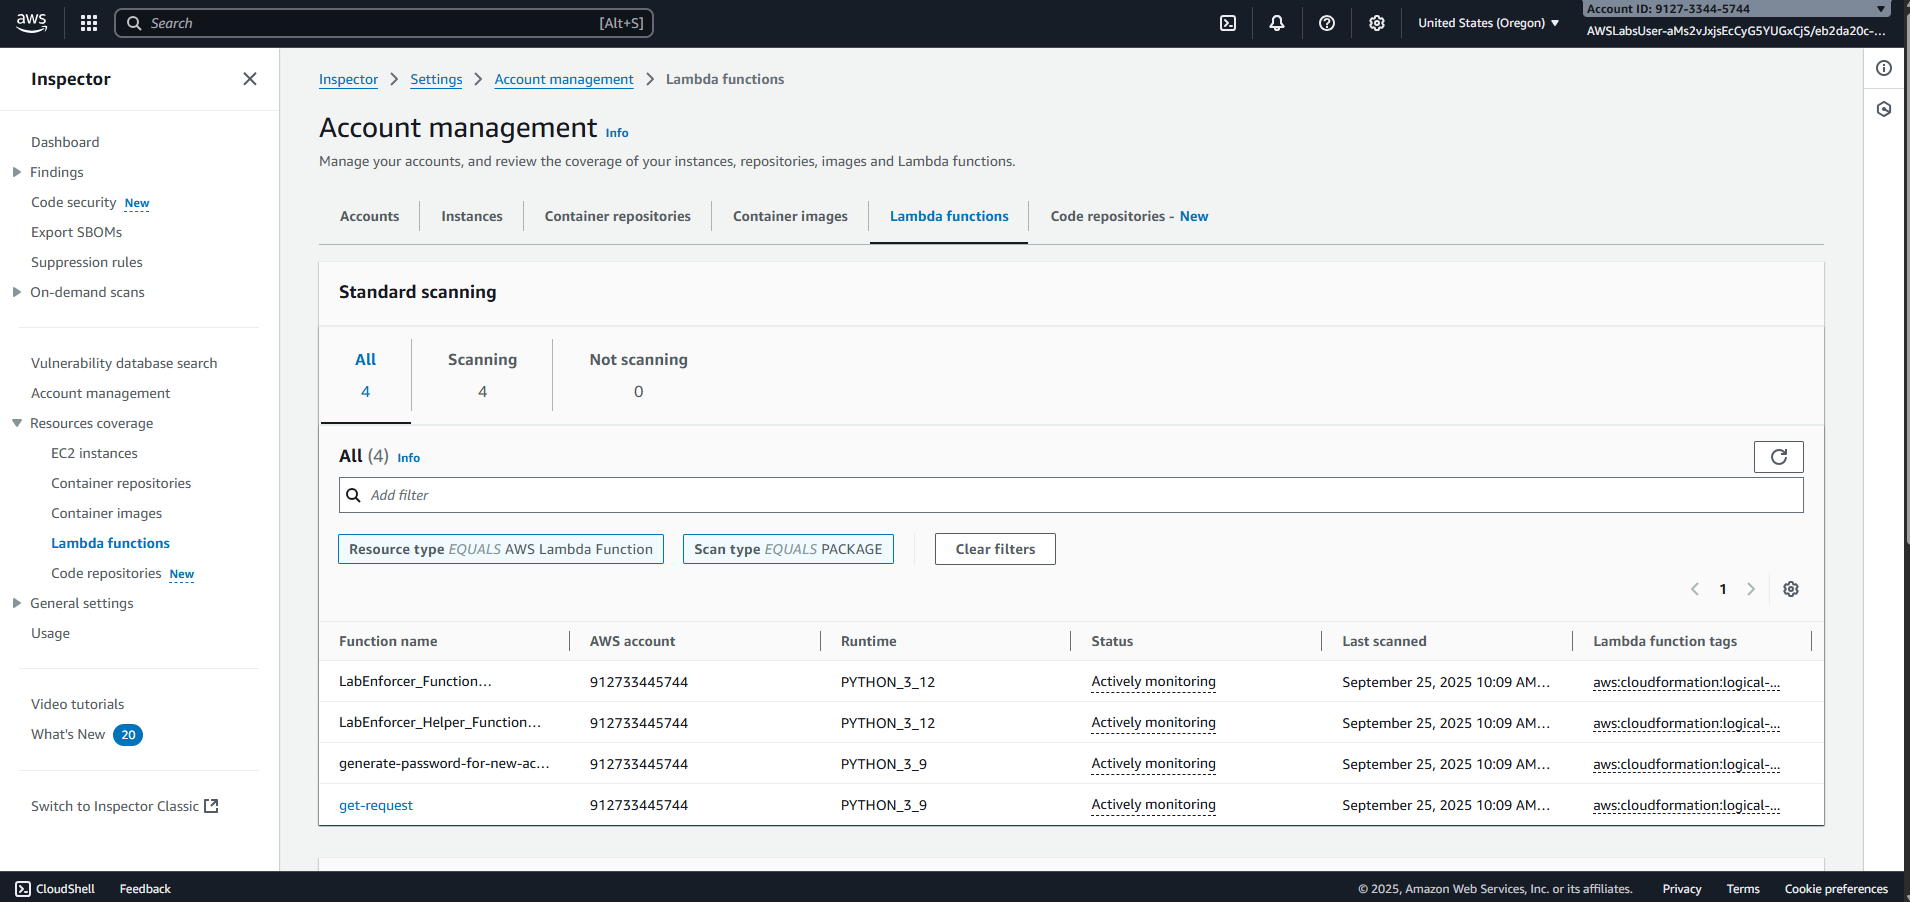 aws
Search [Alt+S]
United States (Oregon)
Account ID: 9127-3344-5744
AWSLabsUser-aMs2vJxjsEcCyG5YUGxCjS/eb2da20c-...
Inspector
Dashboard
Findings
Code security New
Export SBOMs
Suppression rules
On-demand scans
Vulnerability database search
Account management
Resources coverage
EC2 instances
Container repositories
Container images
Lambda functions
Code repositories New
General settings
Usage
Video tutorials
What's New 20
Switch to Inspector Classic
Inspector Settings Account management Lambda functions
Account management Info
Manage your accounts, and review the coverage of your instances, repositories, images and Lambda functions.
Accounts Instances Container repositories Container images Lambda functions Code repositories - New
Standard scanning
All Scanning Not scanning
4 4 0
All (4) Info
Add filter
Resource type EQUALS AWS Lambda Function Scan type EQUALS PACKAGE Clear filters
1
Function name AWS account Runtime Status Last scanned Lambda function tags
LabEnforcer_Function... 912733445744 PYTHON_3_12 Actively monitoring September 25, 2025 10:09 AM... aws:cloudformation:logical-...
LabEnforcer_Helper_Function... 912733445744 PYTHON_3_12 Actively monitoring September 25, 2025 10:09 AM... aws:cloudformation:logical-...
generate-password-for-new-ac... 912733445744 PYTHON_3_9 Actively monitoring September 25, 2025 10:09 AM... aws:cloudformation:logical-...
get-request 912733445744 PYTHON_3_9 Actively monitoring September 25, 2025 10:09 AM... aws:cloudformation:logical-...
CloudShell Feedback © 2025, Amazon Web Services, Inc. or its affiliates. Privacy Terms Cookie preferences